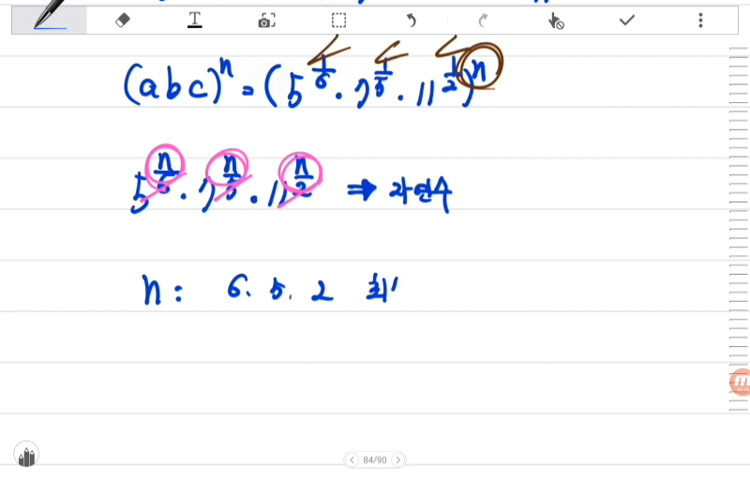 T
(abc)^n = (5^(1/6) · 7^(1/5) · 11^(1/2))^n
5^(n/6) · 7^(n/5) · 11^(n/2) ⇒ 자연수
n : 6. 5. 2 최
84/90